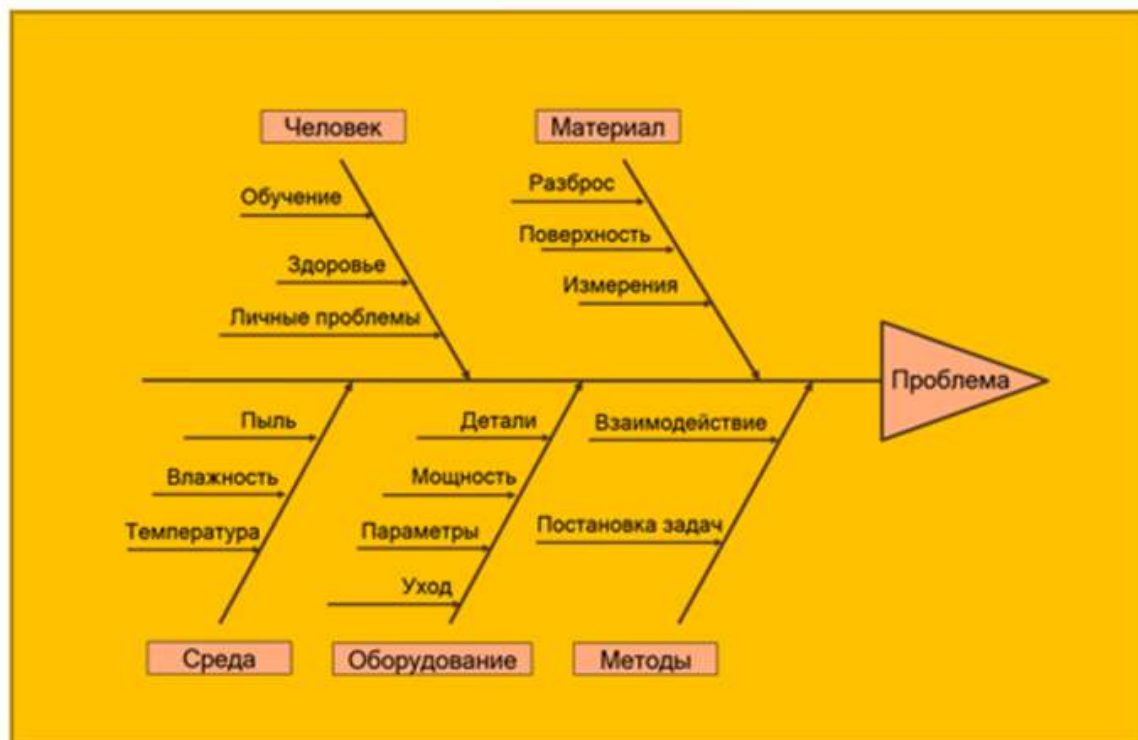 Человек
Материал
Обучение
Разброс
Здоровье
Поверхность
Личные проблемы
Измерения
Проблема
Пыль
Детали
Взаимодействие
Влажность
Мощность
Температура
Параметры
Постановка задач
Уход
Среда
Оборудование
Методы